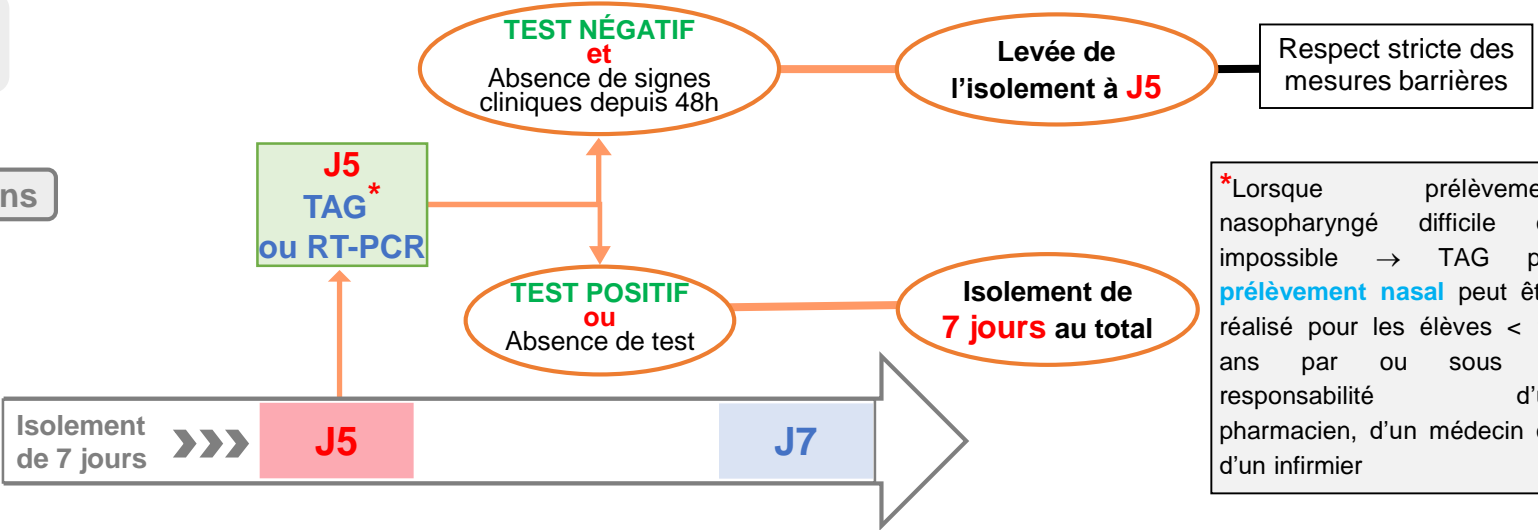 TEST NÉGATIF
et
Absence de signes
cliniques depuis 48h
Levée de
l'isolement à J5
Respect stricte des
mesures barrières
ns
J5
TAG*
ou RT-PCR
TEST POSITIF
ou
Absence de test
Isolement de
7 jours au total
*Lorsque
nasopharyngé difficile
impossible → TAG
prélèvement nasal peut
réalisé pour les élèves <
ans par ou sous
responsabilité
pharmacien, d'un médecin
d'un infirmier
Isolement
de 7 jours
J5
J7